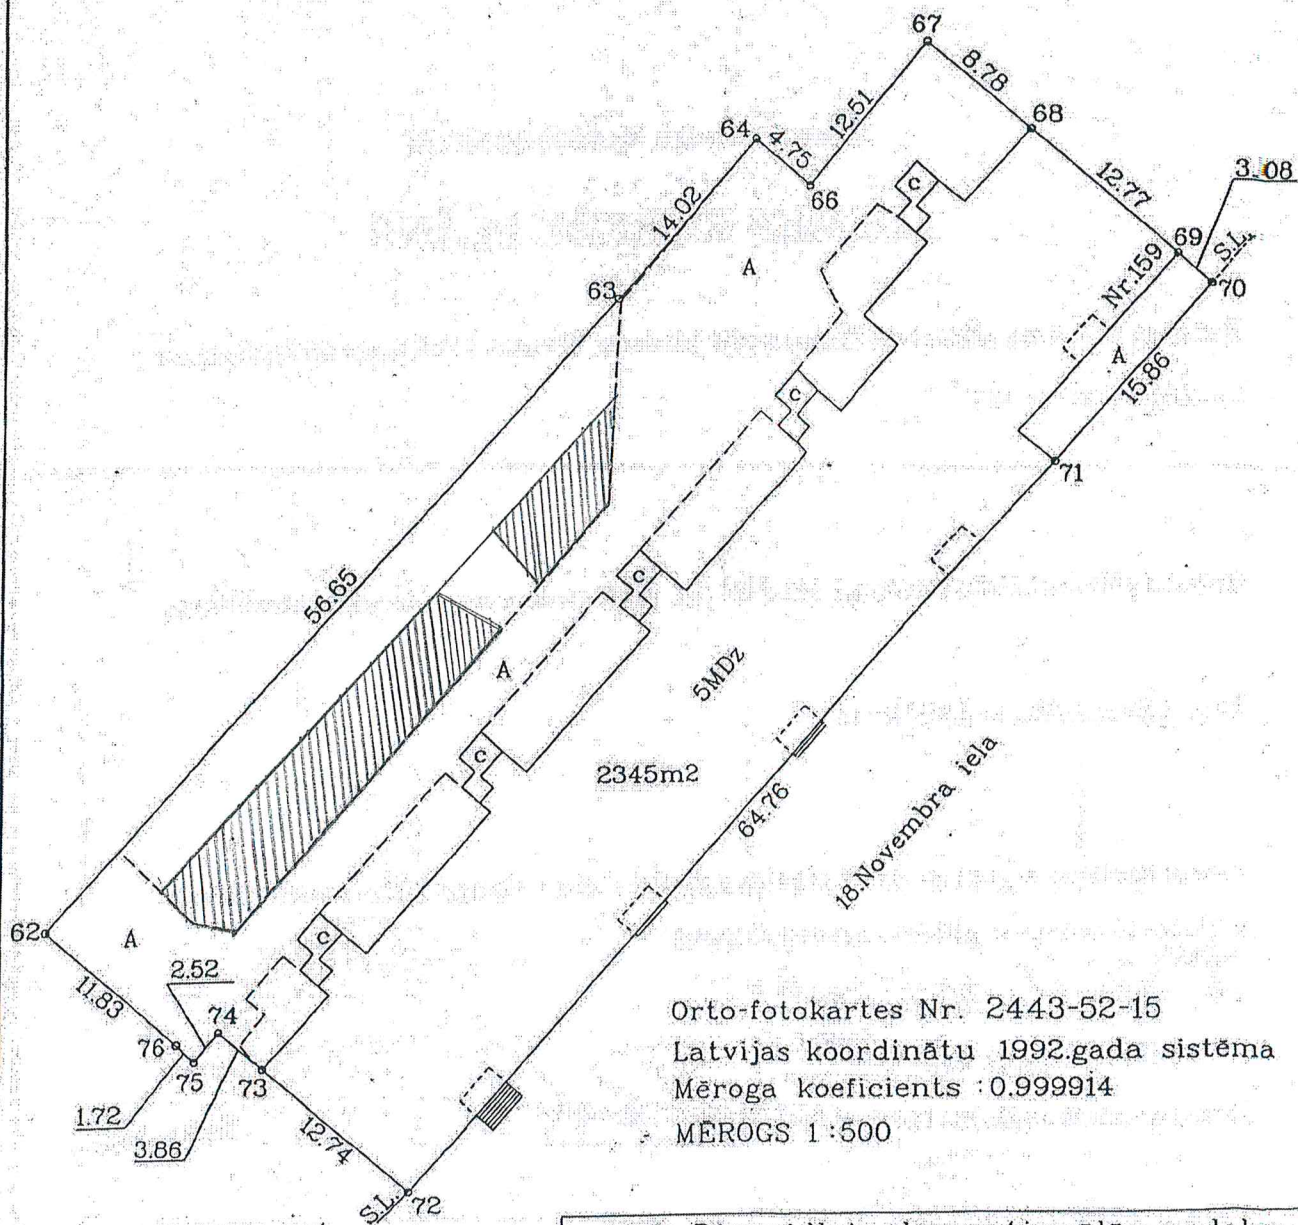 67
8.78
68
12.51
64
4.75
66
12.77
3.08
c
69
S.L.
70
14.02
A
63
Nr.159
A
15.86
c
71
56.65
c
A
5MDz
c
2345m2
64.76
18.Novembra iela
62
A
c
2.52
11.83
74
76
75
73
1.72
3.86
12.74
72
S.L.
Orto-fotokartes Nr. 2443-52-15
Latvijas koordinātu 1992.gada sistēma
Mēroga koeficients :0.999914
MĒROGS 1:500